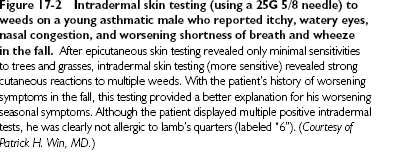 Figure 17-2 Intradermal skin testing (using a 25G 5/8 needle) to
weeds on a young asthmatic male who reported itchy, watery eyes,
nasal congestion, and worsening shortness of breath and wheeze
in the fall. After epicutaneous skin testing revealed only minimal sensitivities
to trees and grasses, intradermal skin testing (more sensitive) revealed strong
cutaneous reactions to multiple weeds. With the patient's history of worsening
symptoms in the fall, this testing provided a better explanation for his worsening
seasonal symptoms. Although the patient displayed multiple positive intradermal
tests, he was clearly not allergic to lamb's quarters (labeled "6"). (Courtesy of
Patrick H. Win, MD.)